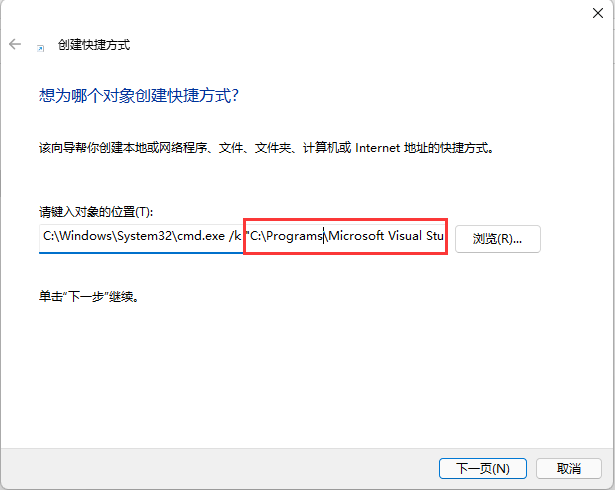 创建快捷方式
想为哪个对象创建快捷方式?
该向导帮你创建本地或网络程序、文件、文件夹、计算机或 Internet 地址的快捷方式。
请键入对象的位置(T):
C:\Windows\System32\cmd.exe /k "C:\Programs\Microsoft Visual Stu
浏览(R)...
单击“下一步”继续。
下一页(N)
取消